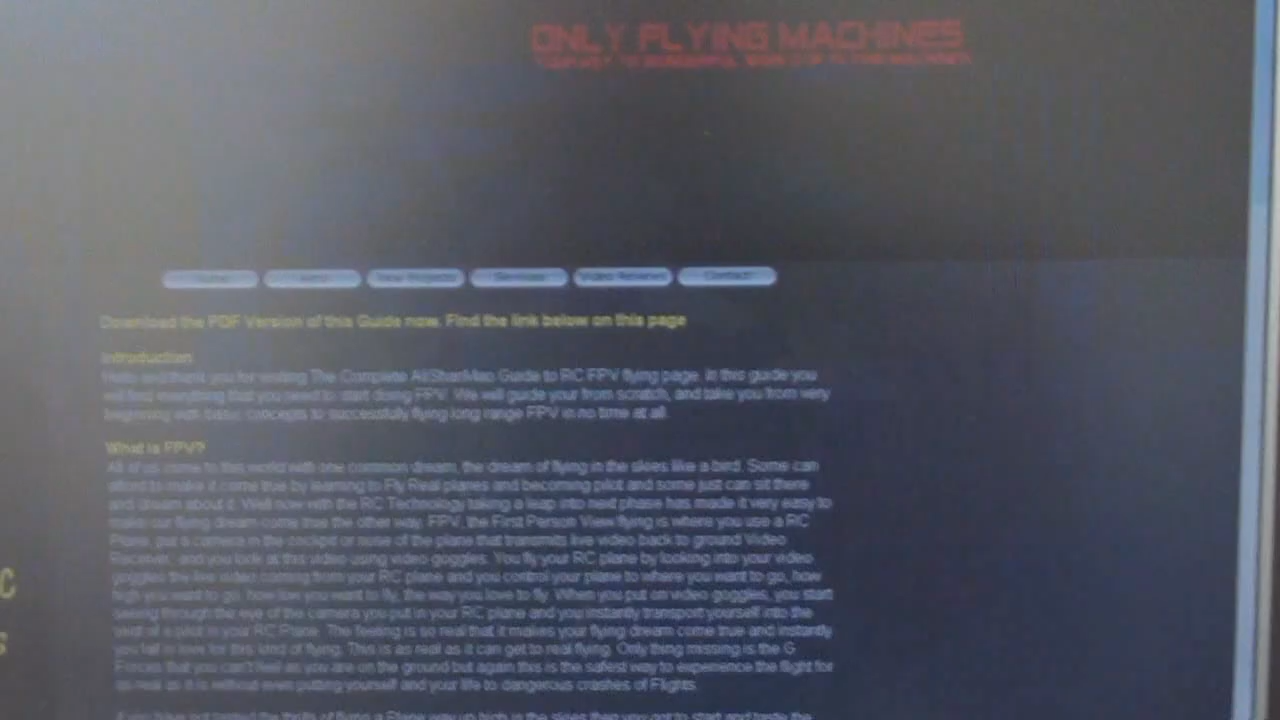 ONLY FLYING MACHINES
Contact
Download the PDF Version of this Guide now. Find the link below on this page
Introduction
Hello and thank you for visiting The Complete Guide to RC FPV flying page. In this guide you
will find everything that you need to start doing FPV. We will guide your from scratch, and take you from very
beginning with basic concepts to successfully flying long range FPV in no time at all
What is FPV?
All of us come to this world with one common dream, the dream of flying in the skies like a bird. Some can
afford to make it come true by learning to Fly Real planes and becoming pilot and some just can sit there
and dream about it. Well now with the RC Technology taking a leap into next phase has made it very easy to
make our flying dream come true the other way. FPV, the First Person View flying is where you use a RC
Plane, put a camera in the cockpit or nose of the plane that transmits live video back to ground Video
Receiver, and you look at this video using video goggles. You fly your RC plane by looking into your video
goggles the live video coming from your RC plane and you control your plane to where you want to go, how
high you want to go, how low you want to fly, the way you love to fly. When you put on video goggles, you start
seeing through the eye of the camera you put in your RC plane and you instantly transport yourself into the
seat of a pilot in your RC Plane. The feeling is so real that it makes your flying dream come true and instantly
you fall in love for this kind of flying. This is as real as it can get to real flying. Only thing missing is the G
Forces that you can't feel as you are on the ground but again this is the safest way to experience the flight for
as real as it is without even putting yourself and your life to dangerous crashes of Flights.
C
S